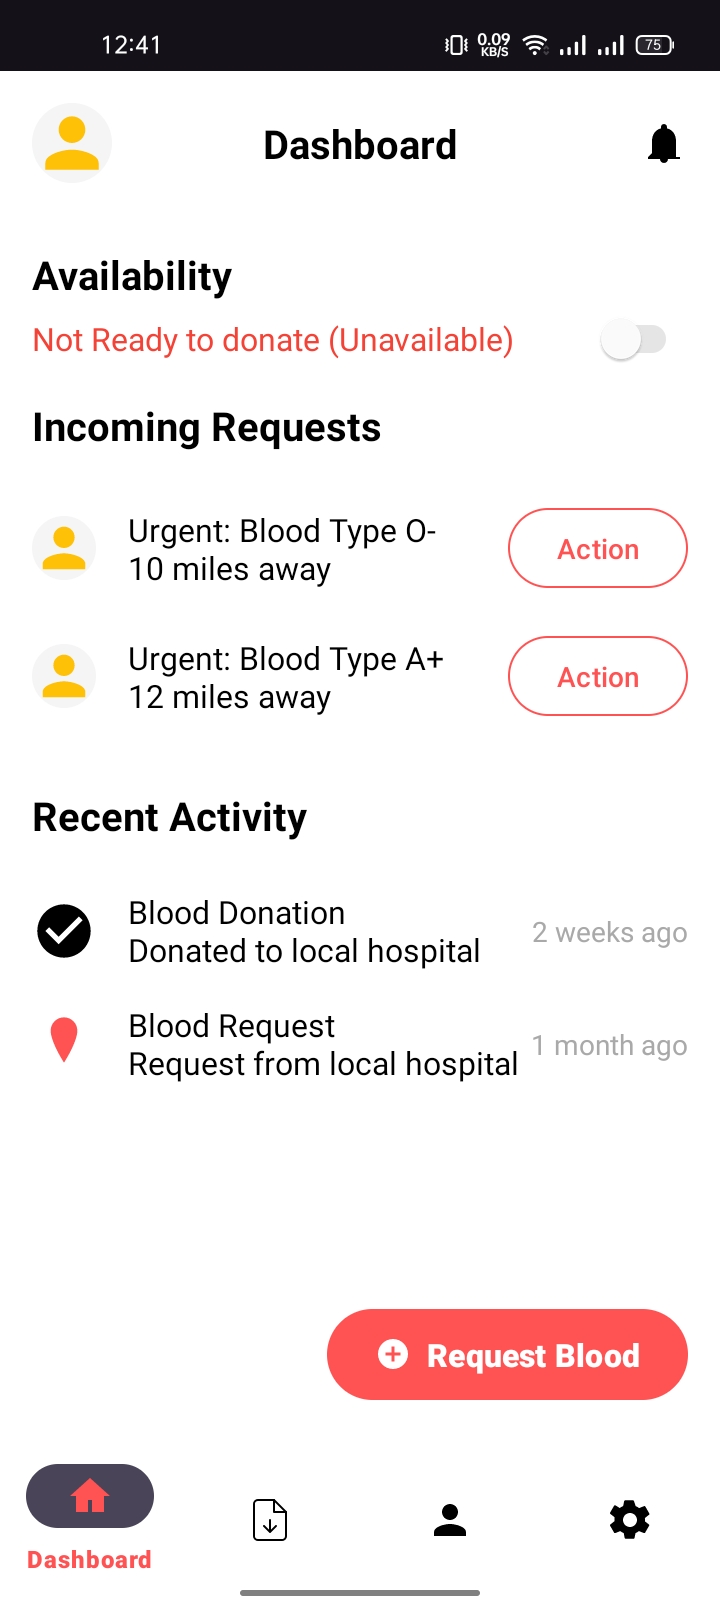 12:41
0.09
KB/S
75
Dashboard
Availability
Not Ready to donate (Unavailable)
Incoming Requests
Urgent: Blood Type O-
10 miles away
Action
Urgent: Blood Type A+
12 miles away
Action
Recent Activity
Blood Donation
Donated to local hospital
2 weeks ago
Blood Request
Request from local hospital
1 month ago
Request Blood
Dashboard